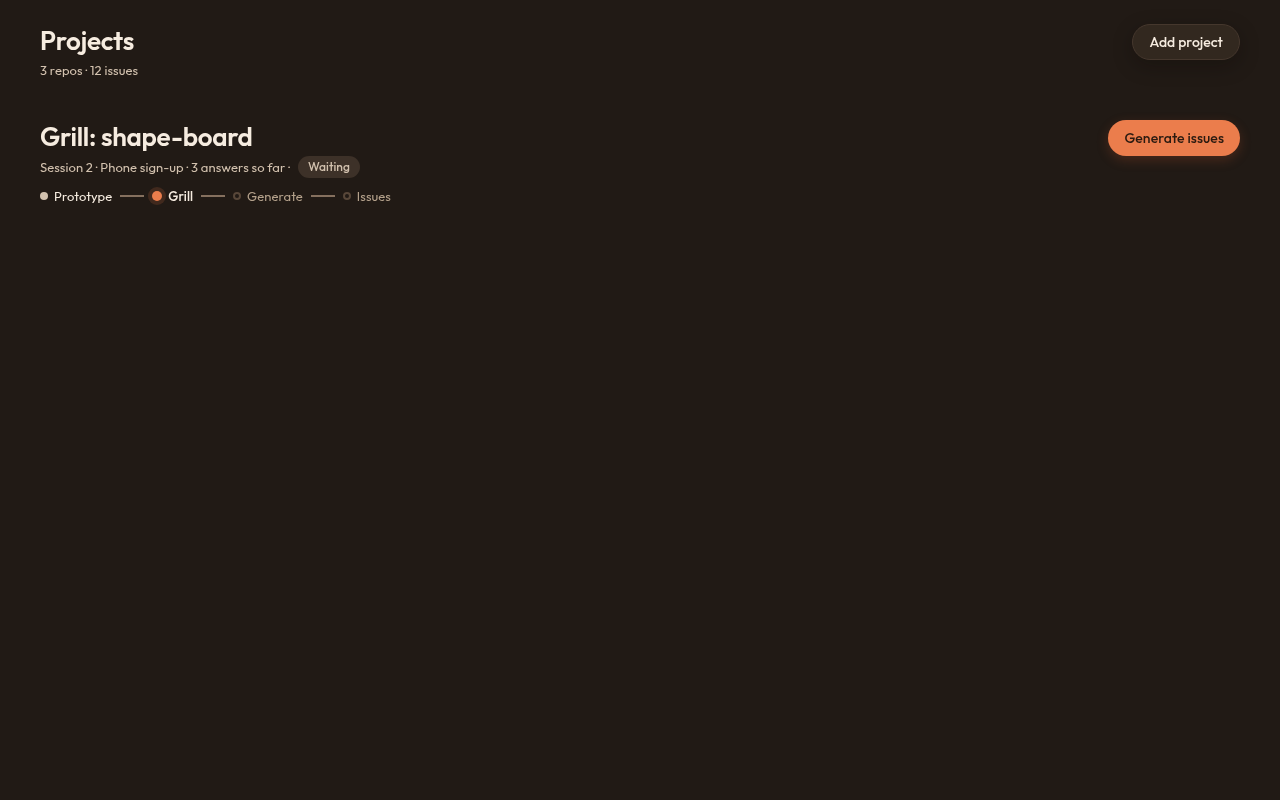 Projects
Add project
3 repos · 12 issues
Grill: shape-board
Generate issues
Session 2 · Phone sign-up · 3 answers so far · Waiting
Prototype Grill Generate Issues